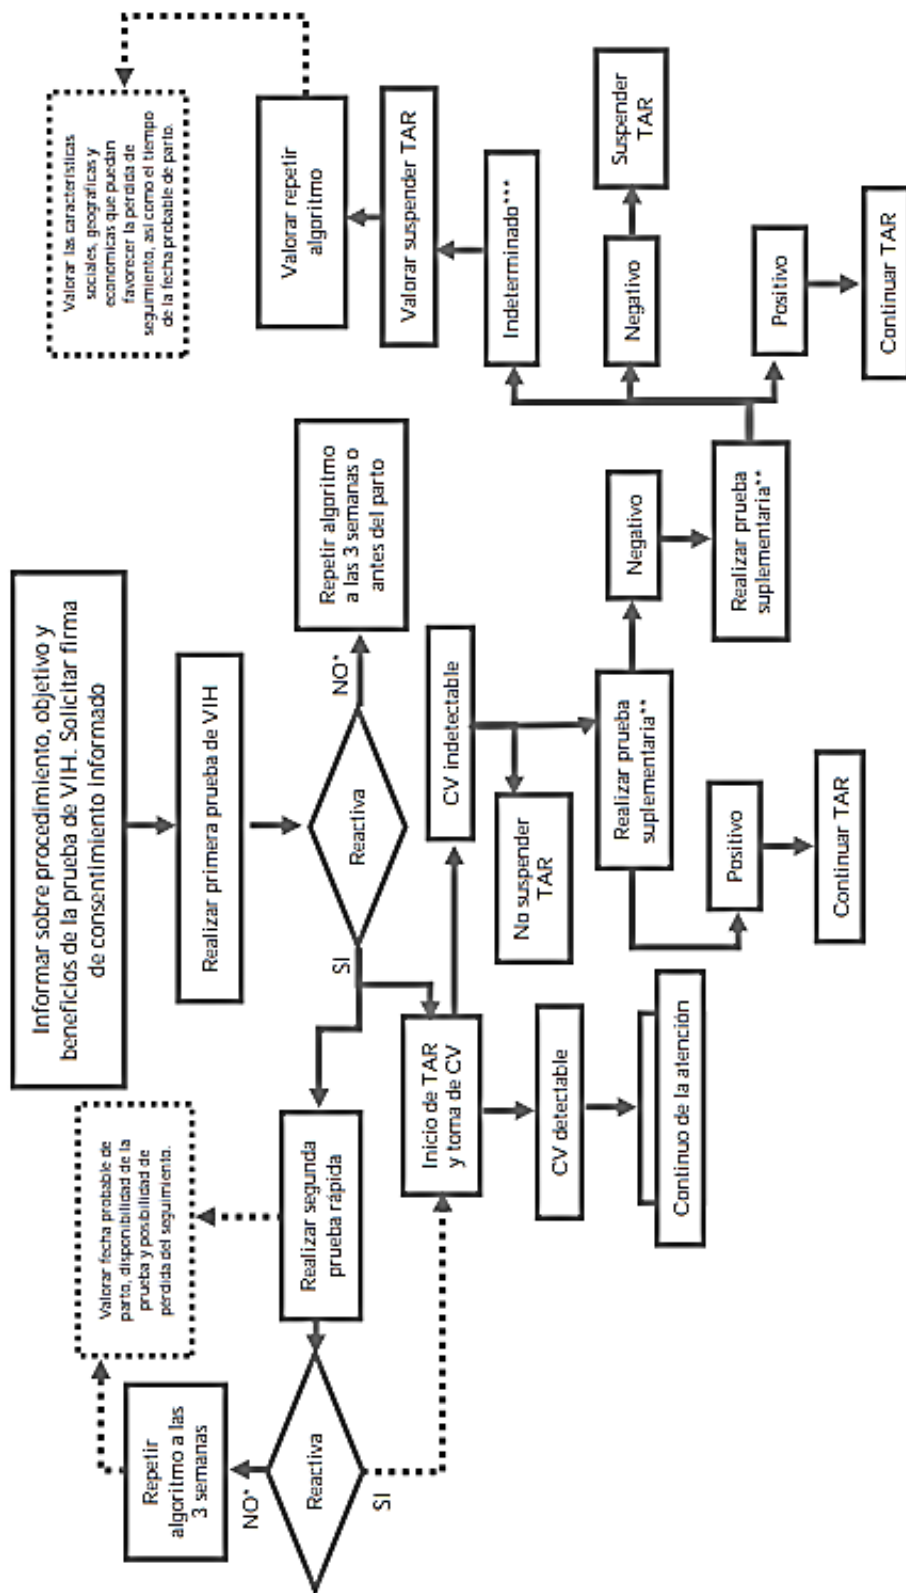 Informar sobre procedimiento, objetivo y
beneficios de la prueba de VIH. Solicitar firma
de consentimiento informado
Realizar primera prueba de VIH
Reactiva
NO*
Repetir algoritmo
a las 3 semanas o
antes del parto
SI
Valorar fecha probable de
parto, disponibilidad de la
prueba y posibilidad de
pérdida del seguimiento.
Realizar segunda
prueba rápida
Repetir
algoritmo a las
3 semanas
NO*
Reactiva
SI
Inicio de TAR
y toma de CV
CV detectable
Continuo de la atención
CV indetectable
No suspender
TAR
Realizar prueba
suplementaria**
Positivo
Continuar TAR
Negativo
Realizar prueba
suplementaria**
Indeterminado***
Valorar suspender TAR
Valorar repetir
algoritmo
Valorar las características
sociales, geográficas y
económicas que puedan
favorecer la pérdida de
seguimiento, así como el tiempo
de la fecha probable de parto.
Negativo
Suspender
TAR
Positivo
Continuar TAR